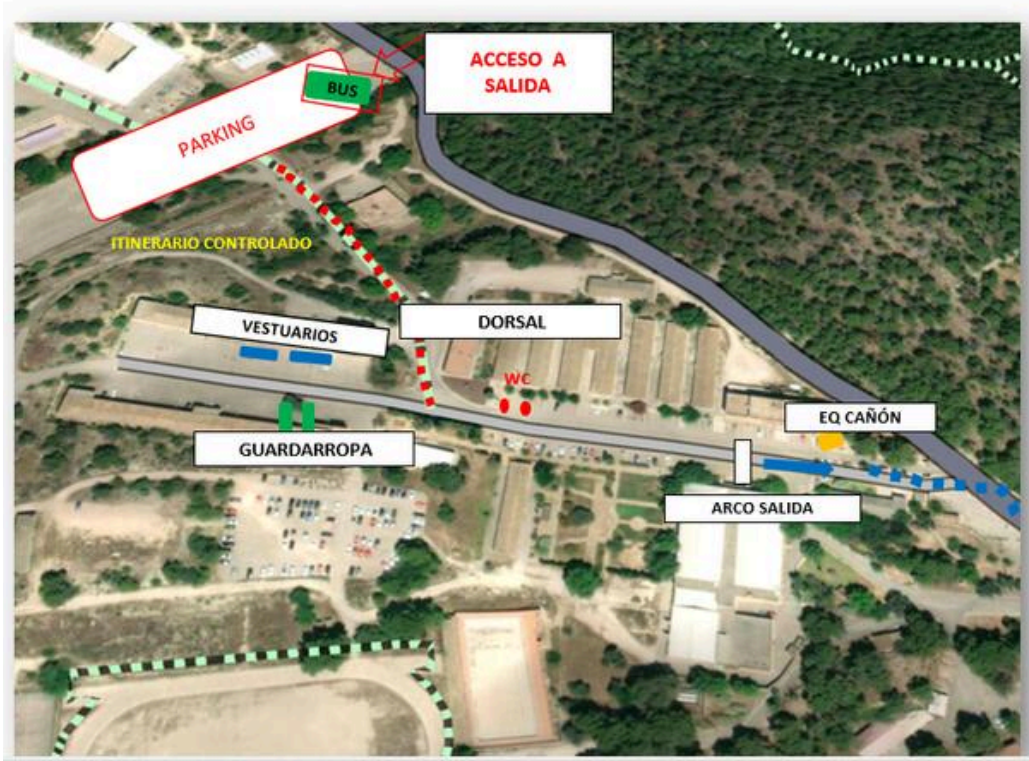 ACCESO A
SALIDA
BUS
PARKING
ITINERARIO CONTROLADO
VESTUARIOS
DORSAL
WC
EQ CAÑÓN
GUARDARROPA
ARCO SALIDA